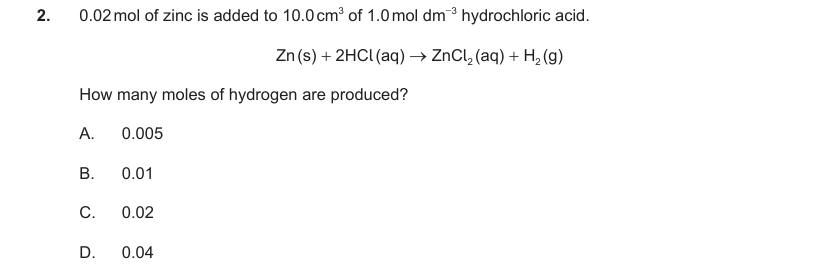 2. 0.02 mol of zinc is added to 10.0 cm³ of 1.0 mol dm⁻³ hydrochloric acid.
Zn (s) + 2HCl (aq) → ZnCl₂ (aq) + H₂ (g)
How many moles of hydrogen are produced?
A. 0.005
B. 0.01
C. 0.02
D. 0.04